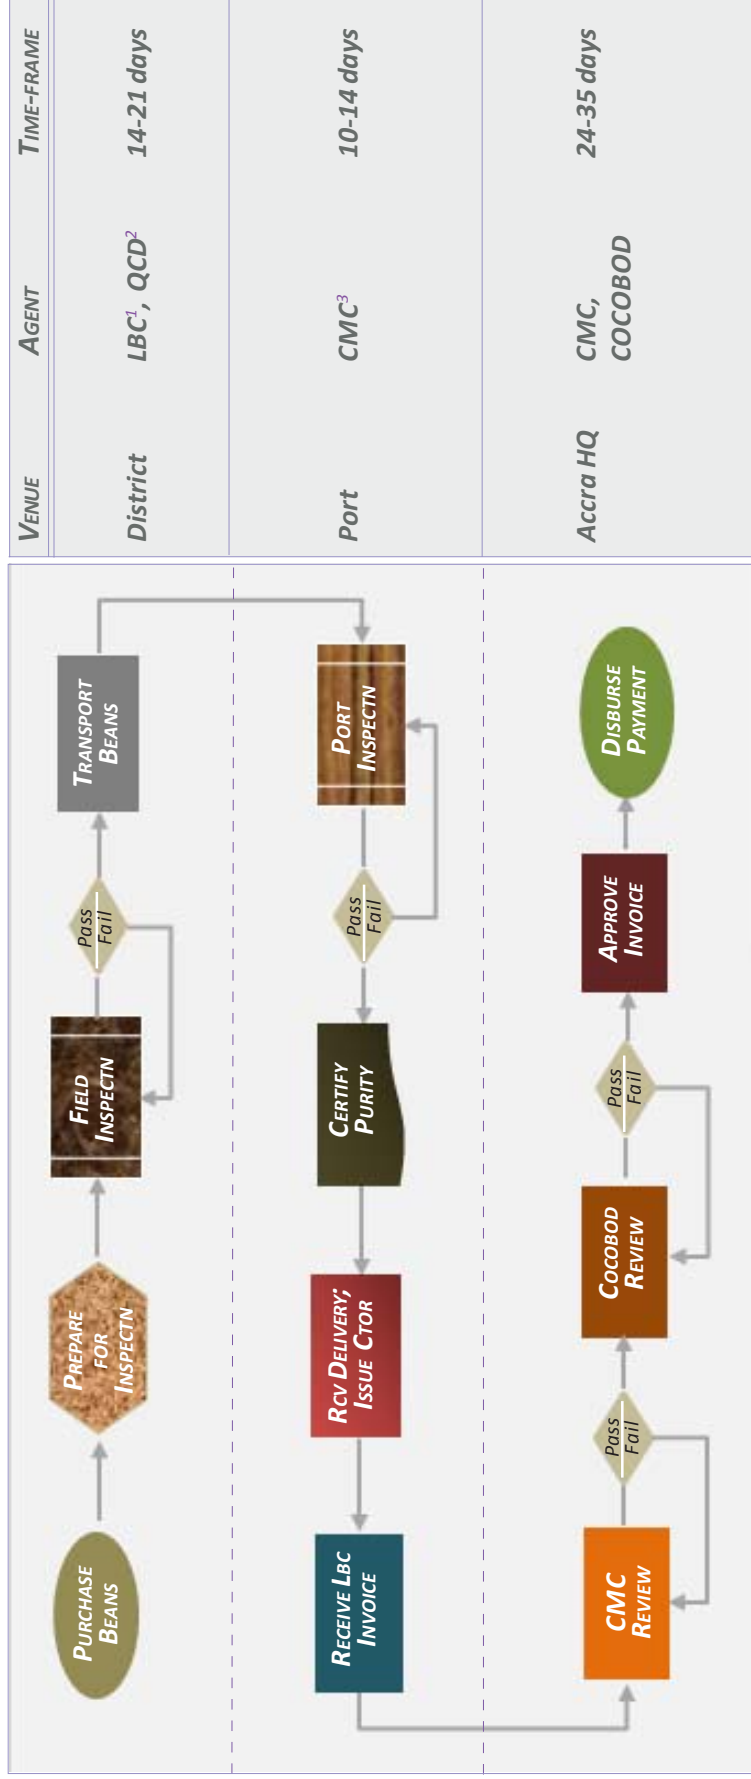 PURCHASE
BEANS
PREPARE
FOR
INSPECTN
FIELD
INSPECTN
Pass
Fail
TRANSPORT
BEANS
PORT
INSPECTN
Pass
Fail
CERTIFY
PURITY
RCV DELIVERY;
ISSUE CTOR
RECEIVE LBC
INVOICE
CMC
REVIEW
Pass
Fail
COCOBOD
REVIEW
Pass
Fail
APPROVE
INVOICE
DISBURSE
PAYMENT
VENUE AGENT TIME-FRAME
District LBC¹, QCD² 14-21 days
Port CMC³ 10-14 days
Accra HQ CMC, 24-35 days
COCOBOD